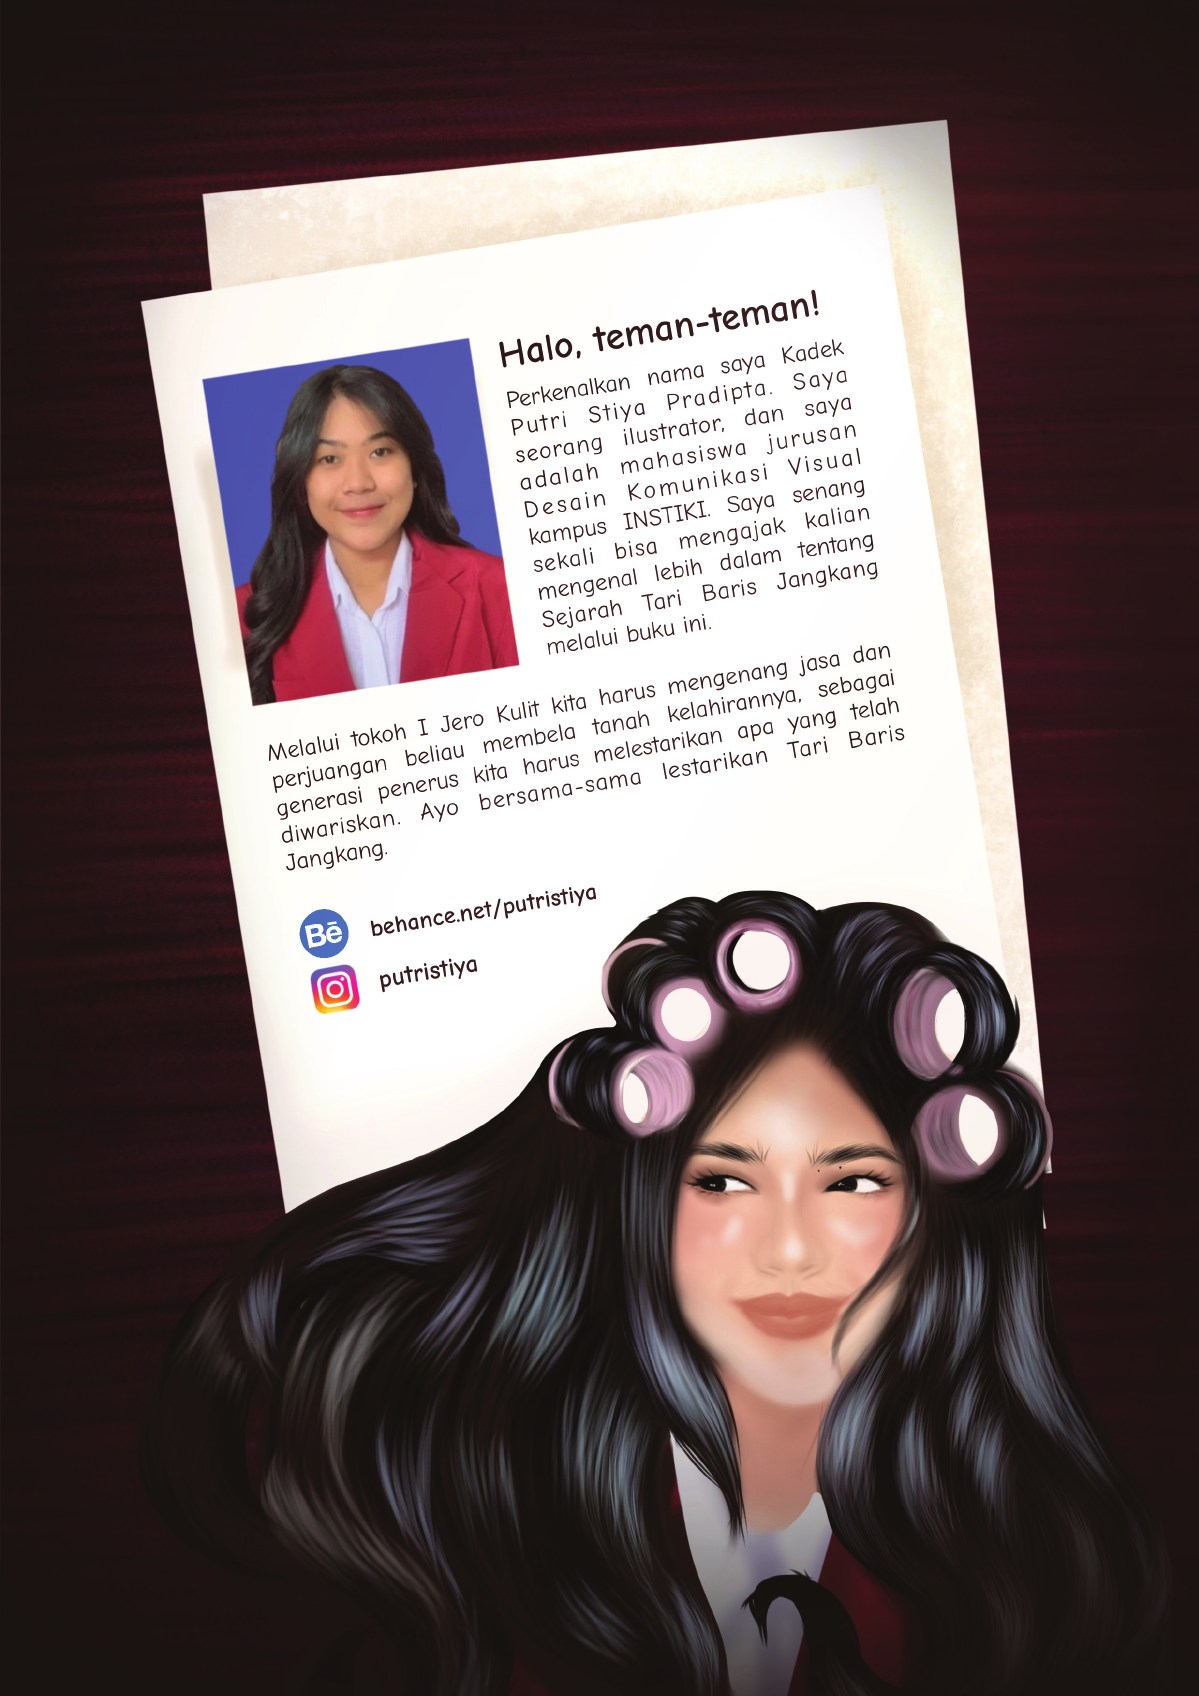 Halo, teman-teman!
Perkenalkan nama saya Kadek
Putri Stiya Pradipta. Saya
seorang ilustrator, dan saya
adalah mahasiswa jurusan
Desain Komunikasi Visual
kampus INSTIKI. Saya senang
sekali bisa mengajak kalian
mengenal lebih dalam tentang
Sejarah Tari Baris Jangkang
melalui buku ini.
Melalui tokoh I Jero Kulit kita harus mengenang jasa dan
perjuangan beliau membela tanah kelahirannya, sebagai
generasi penerus kita harus melestarikan apa yang telah
diwariskan. Ayo bersama-sama lestarikan Tari Baris
Jangkang.
Bē behance.net/putristiya
putristiya